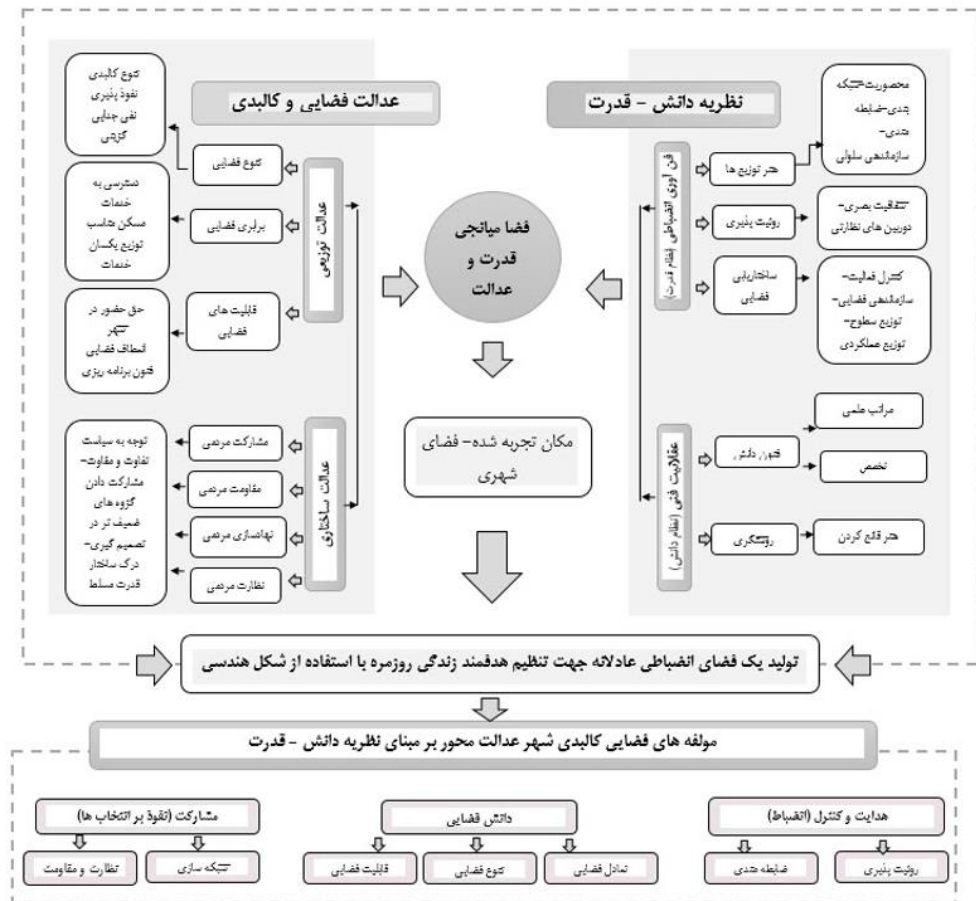 نظریه دانش - قدرت
عدالت فضایی و کالبدی
محصوریت-شبکه
بندی-ضابطه
مندی-
سازماندهی سلولی
هنر توزیع ها
فن آوری انضباطی (نظام قدرت)
شفافیت بصری-
دوربین های نظارتی
روئیت پذیری
کنترل فعالیت-
سازماندهی فضایی-
توزیع سطوح-
توزیع عملکردی
ساختاریابی
فضایی
مراتب علمی
فنون دانش
تخصص
عقلانیت فنی (نظام دانش)
هنر قانع کردن
روشنگری
فضا میانجی
قدرت و
عدالت
مکان تجربه شده- فضای
شهری
عدالت توزیعی
تنوع فضایی
تنوع کالبدی
نفوذ پذیری
نفی جدایی
گزینی
برابری فضایی
دسترسی به
خدمات
مسکن مناسب
توزیع یکسان
خدمات
قابلیت های
فضایی
حق حضور در
شهر
انعطاف فضایی
فنون برنامه ریزی
عدالت ساختاری
مشارکت مردمی
مقاومت مردمی
نهادسازی مردمی
نظارت مردمی
توجه به سیاست
تفاوت و مقاوت-
مشارکت دادن
گروه های
ضعیف تر در
تصمیم گیری-
درک ساختار
قدرت مسلط
تولید یک فضای انضباطی عادلانه جهت تنظیم هدفمند زندگی روزمره با استفاده از شکل هندسی
مولفه های فضایی کالبدی شهر عدالت محور بر مبنای نظریه دانش - قدرت
هدایت و کنترل (انضباط)
روئیت پذیری
ضابطه مندی
دانش فضایی
تعادل فضایی
تنوع فضایی
قابلیت فضایی
مشارکت (نفوذ بر انتخاب ها)
شبکه سازی
نظارت و مقاومت